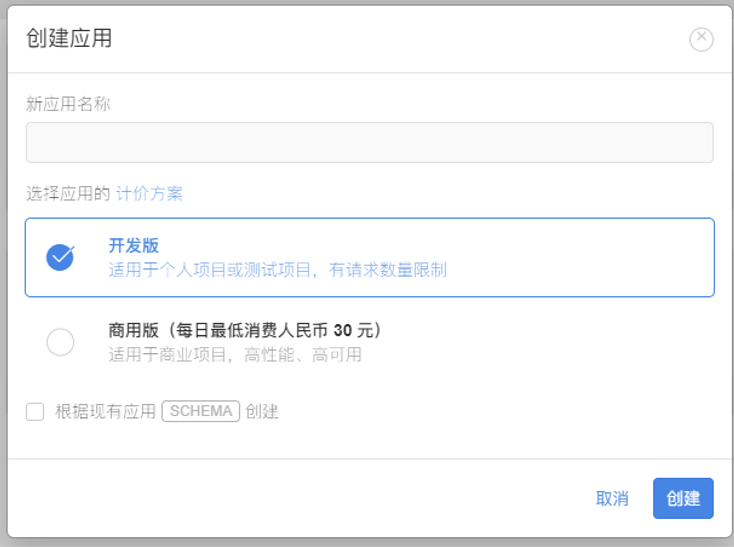 创建应用
新应用名称
选择应用的 计价方案
开发版
适用于个人项目或测试项目，有请求数量限制
商用版（每日最低消费人民币 30 元）
适用于商业项目，高性能、高可用
根据现有应用 SCHEMA 创建
取消 创建